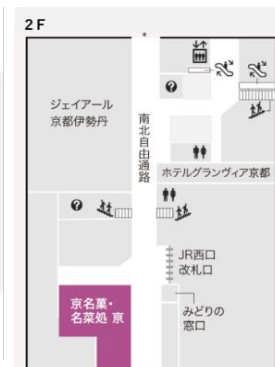 2F
ジェイアール
京都伊勢丹
南北自由通路
?
ホテルグランヴィア京都
?
JR西口
改札口
京名菓・
名菜処 亰
みどりの
窓口